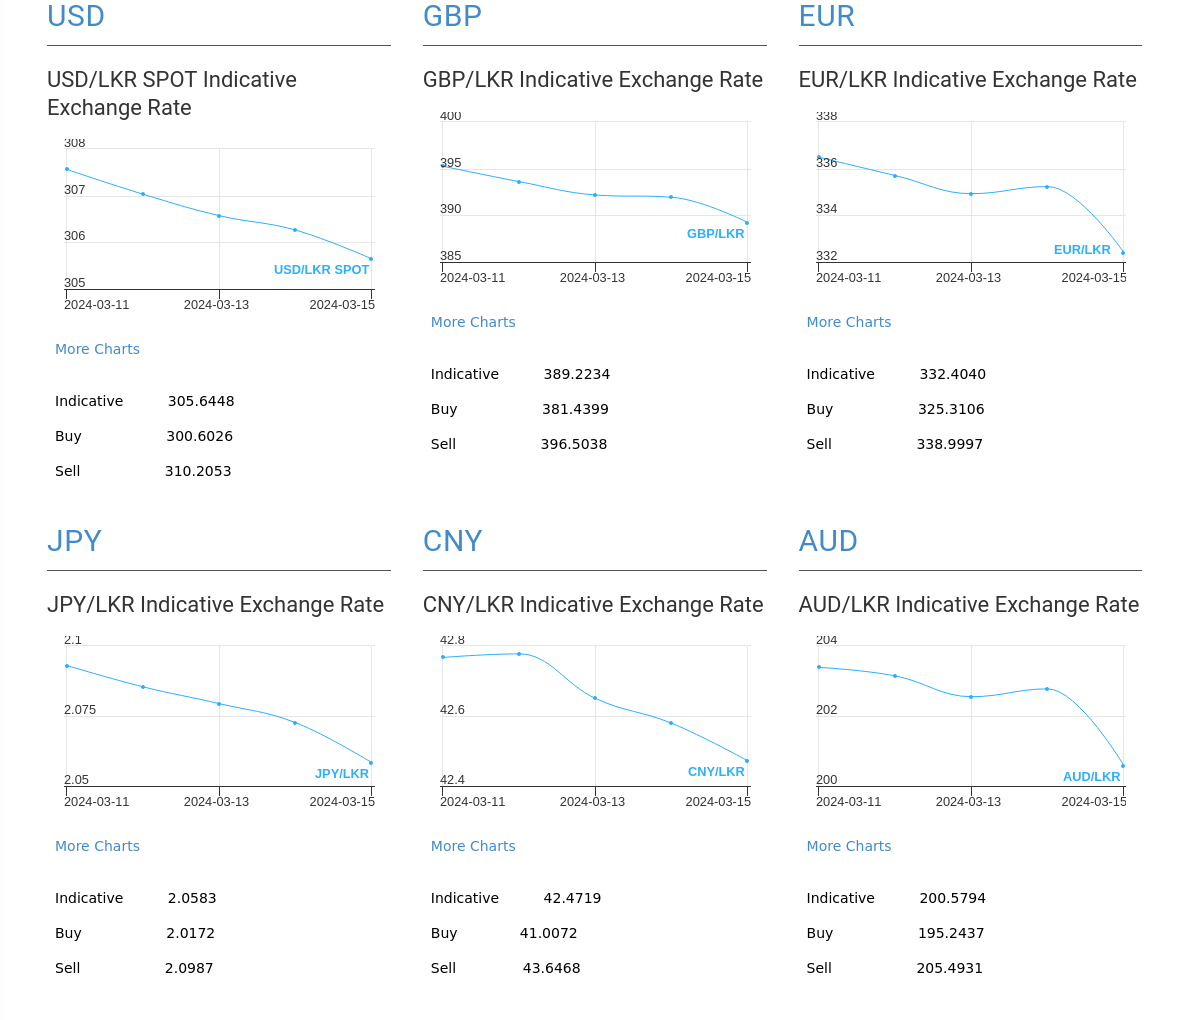 USD
USD/LKR SPOT Indicative
Exchange Rate
308
307
306
305
USD/LKR SPOT
2024-03-11 2024-03-13 2024-03-15
More Charts
Indicative 305.6448
Buy 300.6026
Sell 310.2053
GBP
GBP/LKR Indicative Exchange Rate
400
395
390
385
GBP/LKR
2024-03-11 2024-03-13 2024-03-15
More Charts
Indicative 389.2234
Buy 381.4399
Sell 396.5038
EUR
EUR/LKR Indicative Exchange Rate
338
336
334
332
EUR/LKR
2024-03-11 2024-03-13 2024-03-15
More Charts
Indicative 332.4040
Buy 325.3106
Sell 338.9997
JPY
JPY/LKR Indicative Exchange Rate
2.1
2.075
2.05
JPY/LKR
2024-03-11 2024-03-13 2024-03-15
More Charts
Indicative 2.0583
Buy 2.0172
Sell 2.0987
CNY
CNY/LKR Indicative Exchange Rate
42.8
42.6
42.4
CNY/LKR
2024-03-11 2024-03-13 2024-03-15
More Charts
Indicative 42.4719
Buy 41.0072
Sell 43.6468
AUD
AUD/LKR Indicative Exchange Rate
204
202
200
AUD/LKR
2024-03-11 2024-03-13 2024-03-15
More Charts
Indicative 200.5794
Buy 195.2437
Sell 205.4931